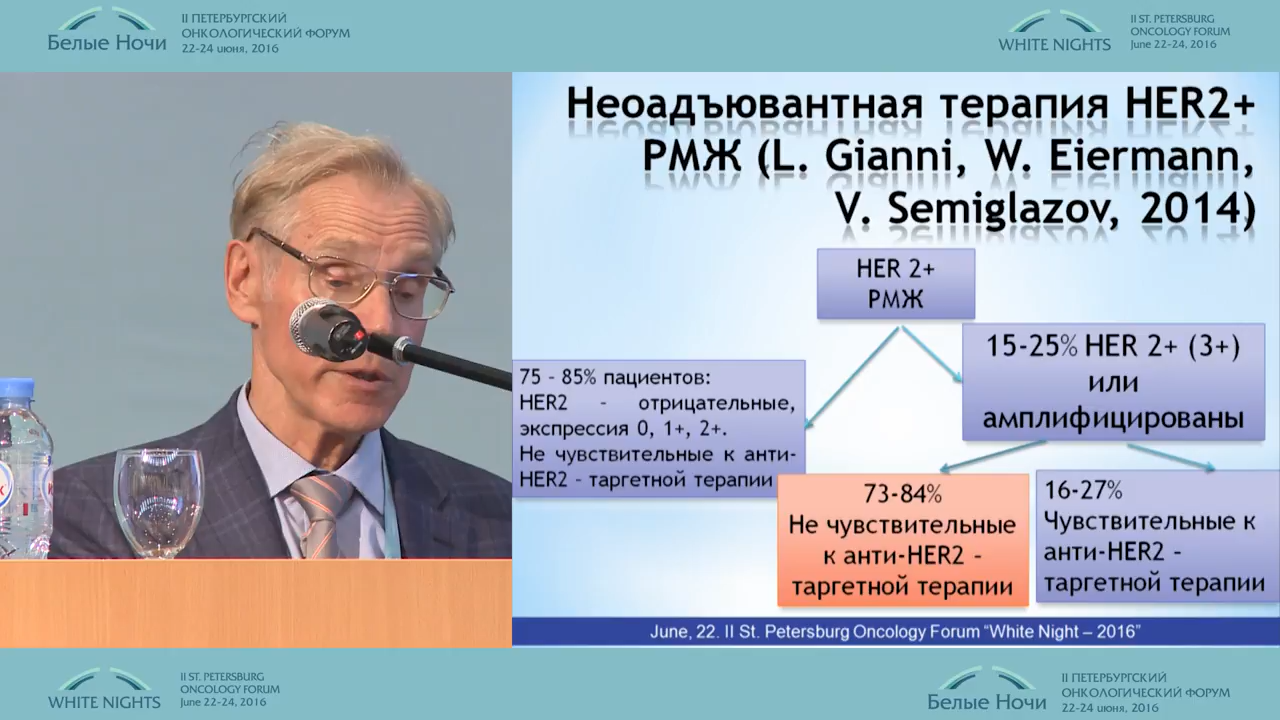 Белые Ночи
II ПЕТЕРБУРГСКИЙ
ОНКОЛОГИЧЕСКИЙ ФОРУМ
22-24 июня, 2016
WHITE NIGHTS
II ST. PETERSBURG
ONCOLOGY FORUM
June 22-24, 2016
Неоадъювантная терапия HER2+
РМЖ (L. Gianni, W. Eiermann,
V. Semiglazov, 2014)
HER 2+
РМЖ
15-25% HER 2+ (3+)
или
амплифицированы
75 - 85% пациентов:
HER2 - отрицательные,
экспрессия 0, 1+, 2+.
Не чувствительные к анти-
HER2 - таргетной терапии
73-84%
Не чувствительные
к анти-HER2 -
таргетной терапии
16-27%
Чувствительные к
анти-HER2 -
таргетной терапии
June, 22. II St. Petersburg Oncology Forum “White Night – 2016”
WHITE NIGHTS
II ST. PETERSBURG
ONCOLOGY FORUM
June 22-24, 2016
Белые Ночи
II ПЕТЕРБУРГСКИЙ
ОНКОЛОГИЧЕСКИЙ ФОРУМ
22-24 июня, 2016